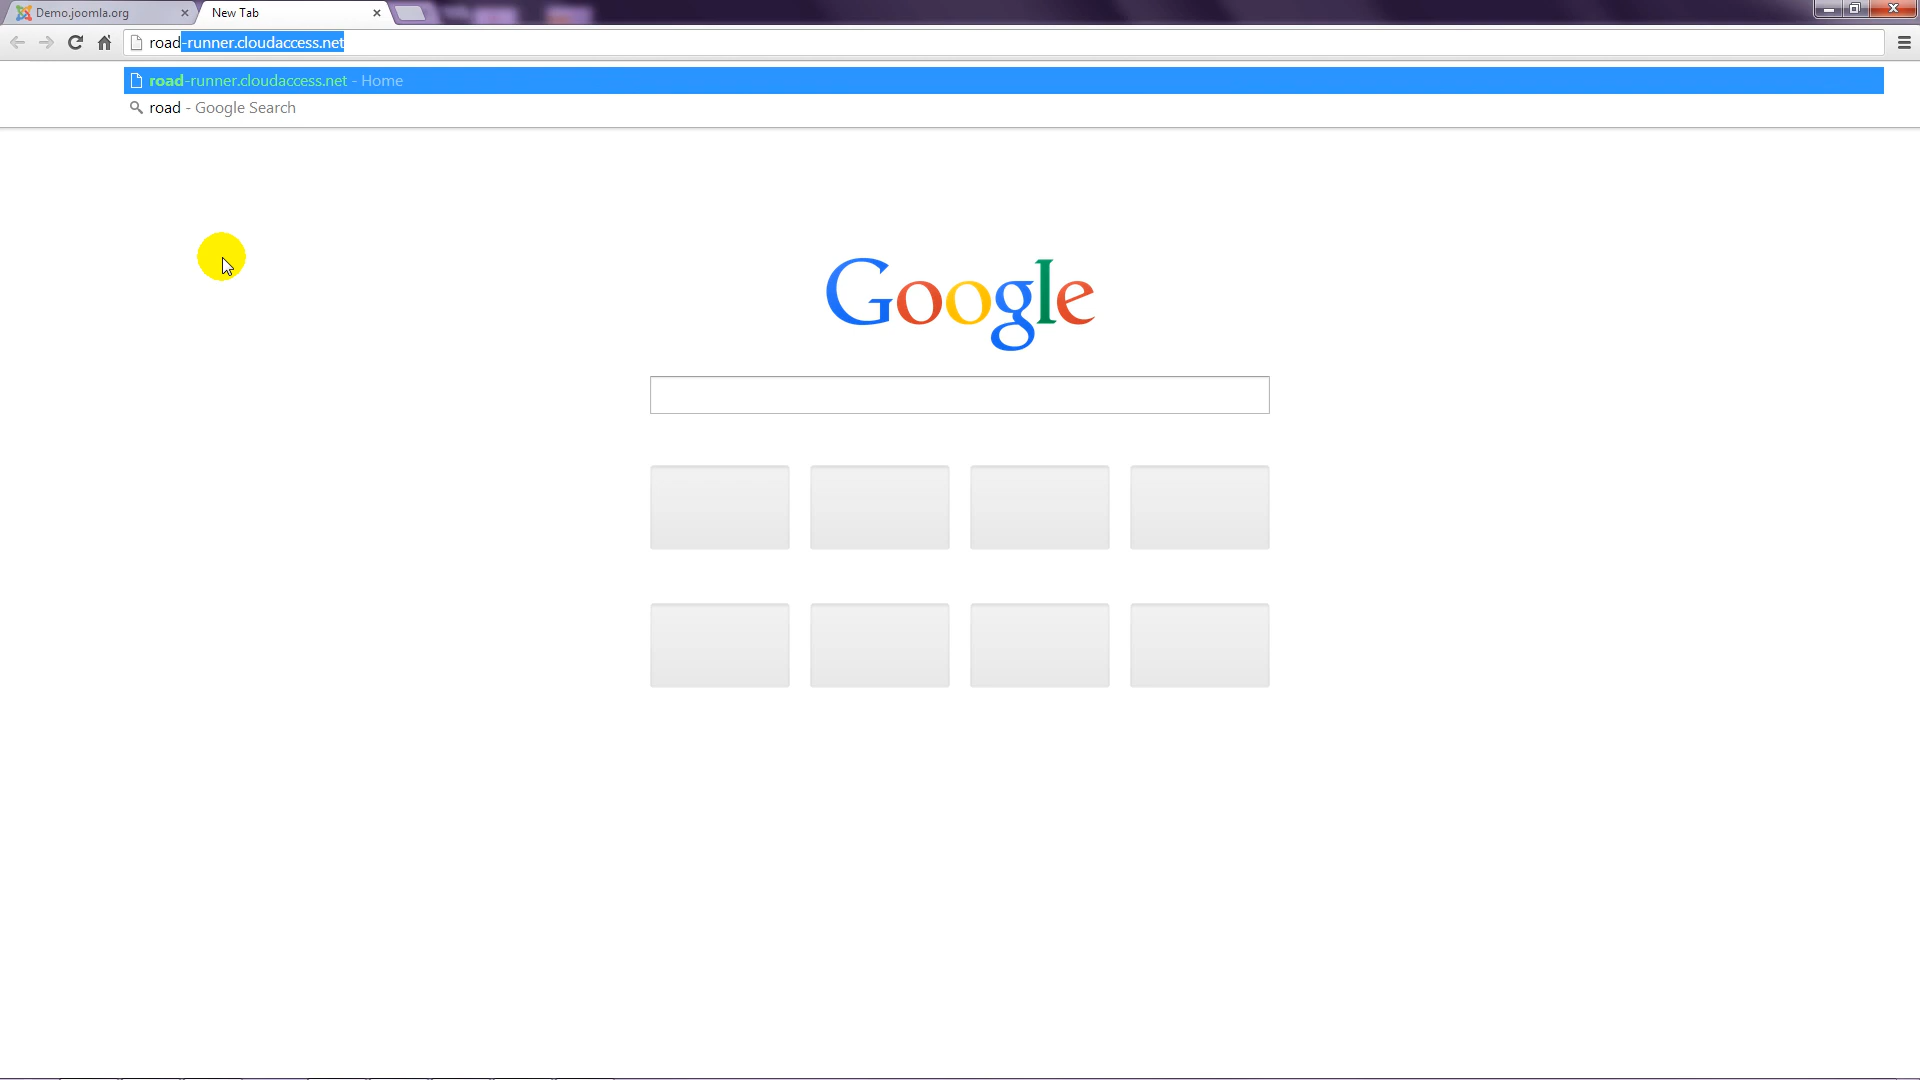 Demo.joomla.org
New Tab
road-runner.cloudaccess.net
road-runner.cloudaccess.net - Home
road - Google Search
Google